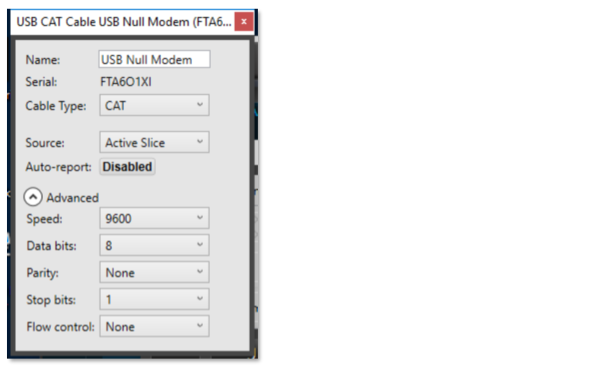 USB CAT Cable USB Null Modem (FTA6... x
Name: USB Null Modem
Serial: FTA6O1XI
Cable Type: CAT
Source: Active Slice
Auto-report: Disabled
Advanced
Speed: 9600
Data bits: 8
Parity: None
Stop bits: 1
Flow control: None